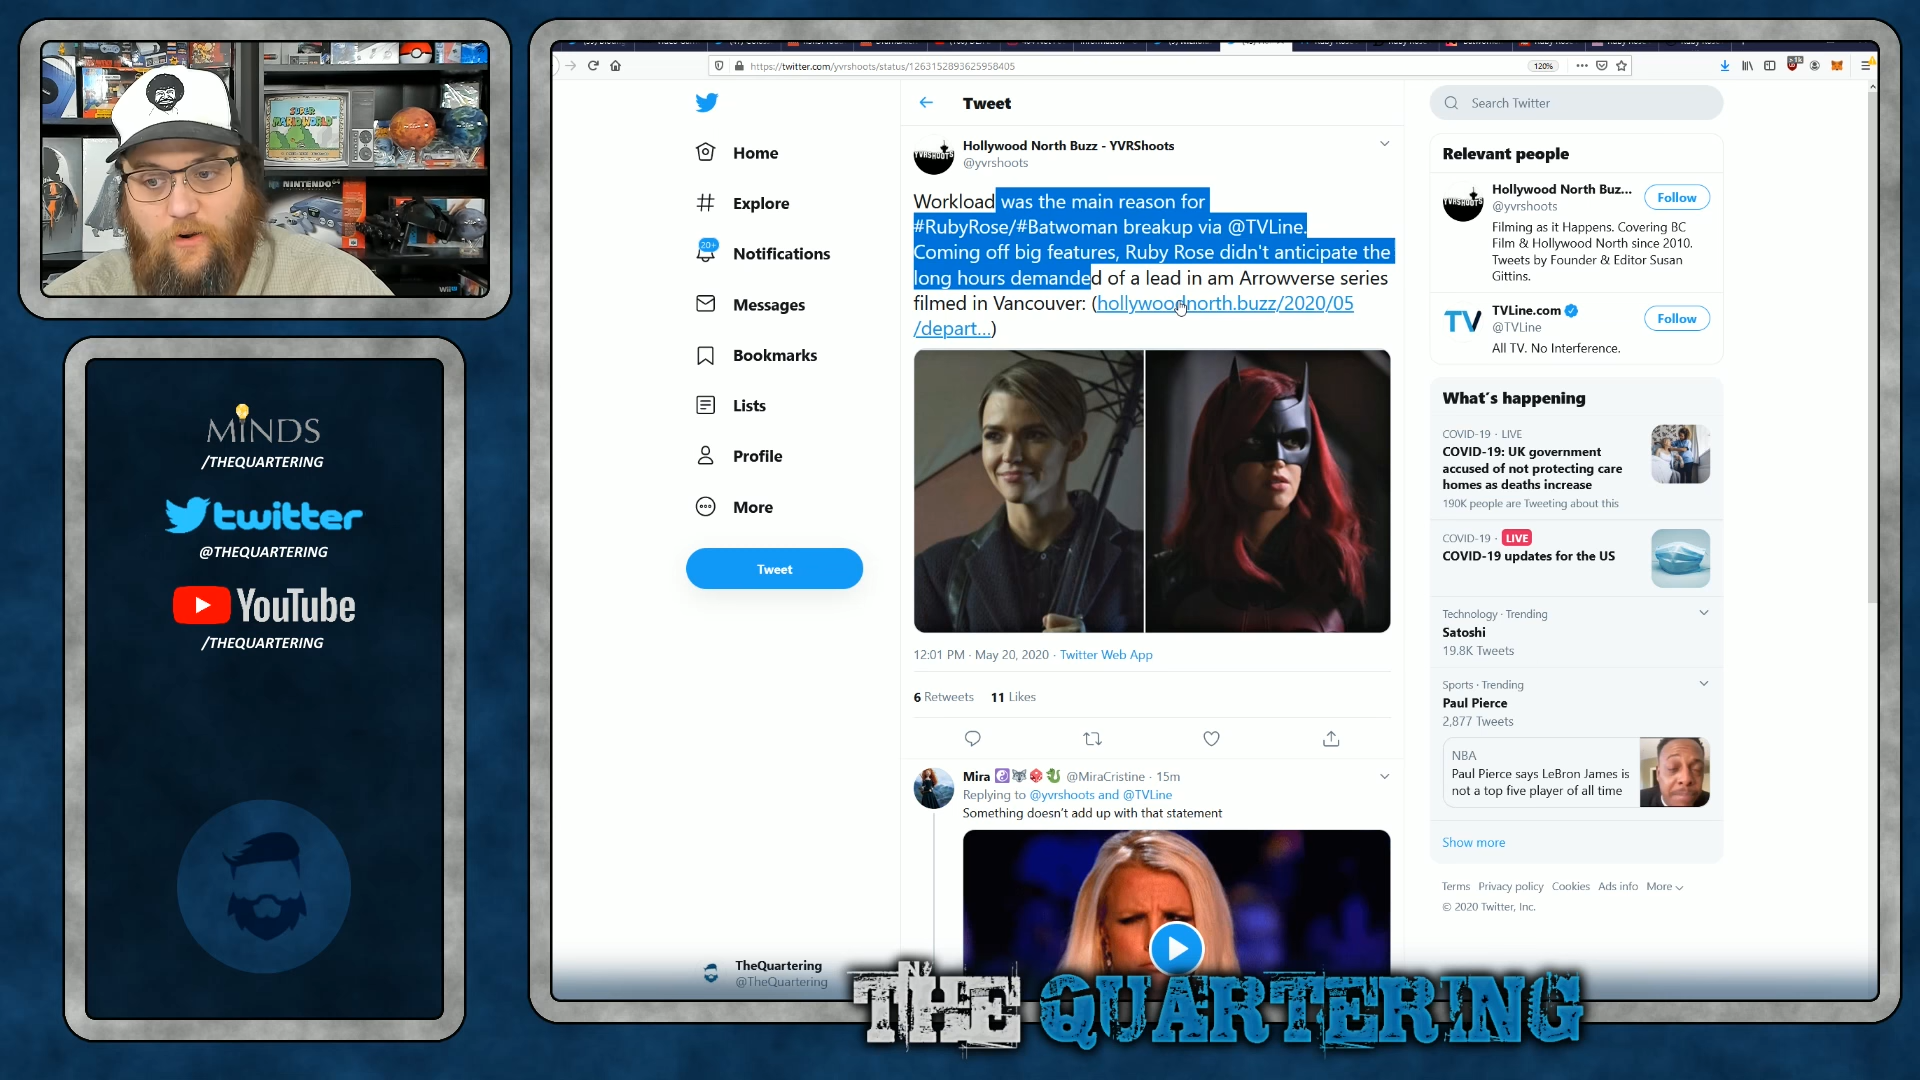 SUPER
MARIO WORLD
NINTENDO 64
Wii U
MINDS
/THEQUARTERING
twitter
@THEQUARTERING
YouTube
/THEQUARTERING
https://twitter.com/yvrshoots/status/1263152893625958405
120%
Home
Explore
20+
Notifications
Messages
Bookmarks
Lists
Profile
More
Tweet
TheQuartering
@TheQuartering
Tweet
YVRSHOOTS
Hollywood North Buzz - YVRShoots
@yvrshoots
Workload was the main reason for
#RubyRose/#Batwoman breakup via @TVLine.
Coming off big features, Ruby Rose didn't anticipate the
long hours demanded of a lead in am Arrowverse series
filmed in Vancouver: (hollywoodnorth.buzz/2020/05
/depart...)
12:01 PM · May 20, 2020 · Twitter Web App
6 Retweets 11 Likes
Mira @MiraCristine · 15m
Replying to @yvrshoots and @TVLine
Something doesn't add up with that statement
Search Twitter
Relevant people
YVRSHOOTS
Hollywood North Buz...
@yvrshoots
Follow
Filming as it Happens. Covering BC
Film & Hollywood North since 2010.
Tweets by Founder & Editor Susan
Gittins.
TV
TVLine.com
@TVLine
Follow
All TV. No Interference.
What's happening
COVID-19 · LIVE
COVID-19: UK government
accused of not protecting care
homes as deaths increase
190K people are Tweeting about this
COVID-19 · LIVE
COVID-19 updates for the US
Technology · Trending
Satoshi
19.8K Tweets
Sports · Trending
Paul Pierce
2,877 Tweets
NBA
Paul Pierce says LeBron James is
not a top five player of all time
Show more
Terms Privacy policy Cookies Ads info More
© 2020 Twitter, Inc.
THE QUARTERING